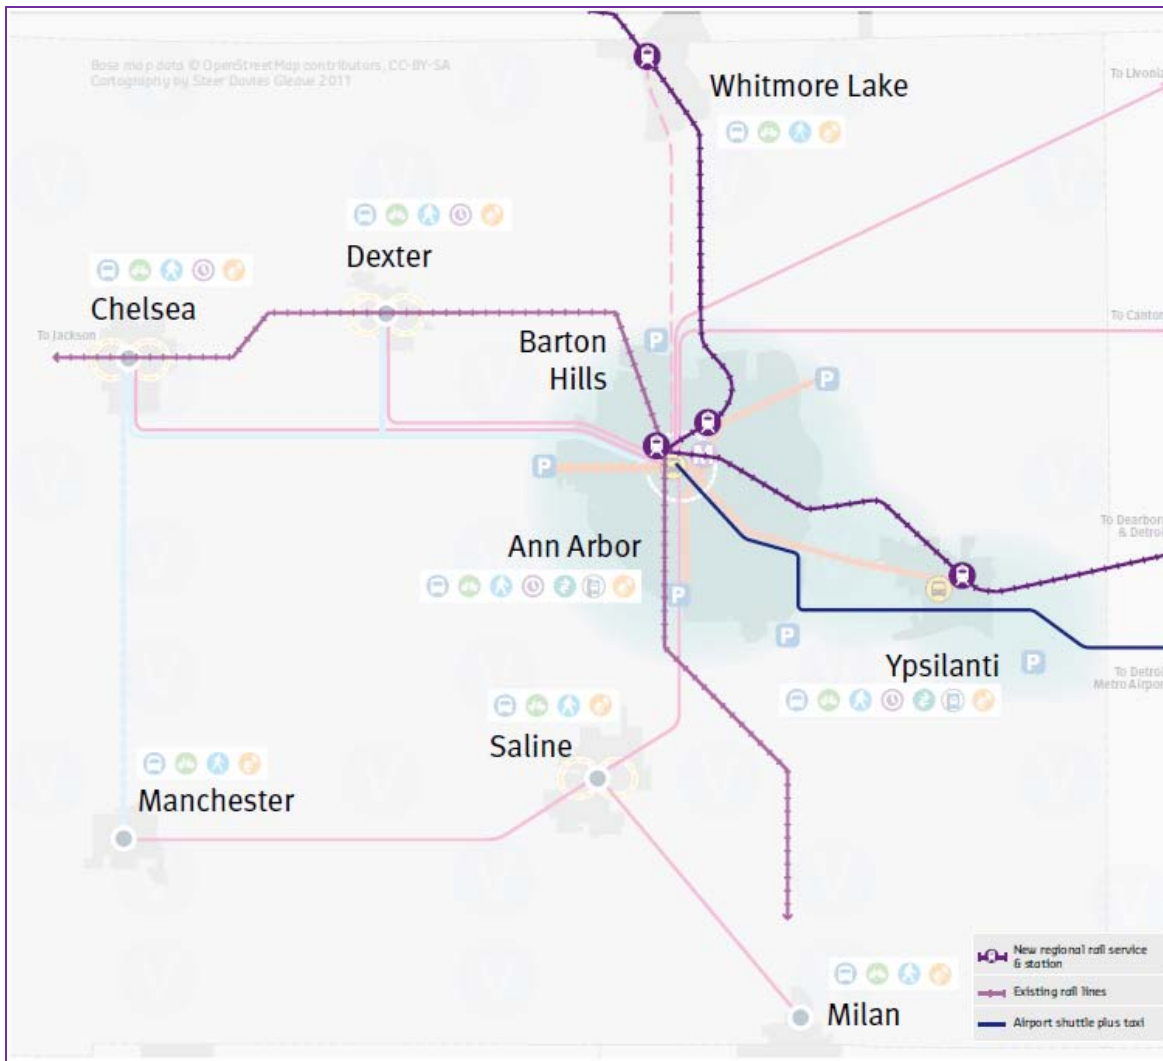 Base map data © OpenStreetMap contributors, CC-BY-SA
Cartography by Steer Davies Gleave 2011
Whitmore Lake
To Livonia
Dexter
Chelsea
To Jackson
Barton
Hills
To Canton
P
P
P
M
Ann Arbor
To Dearborn
& Detroit
P
P
Ypsilanti
P
To Detroit
Metro Airport
Saline
Manchester
Milan
New regional rail service
& station
Existing rail lines
Airport shuttle plus taxi